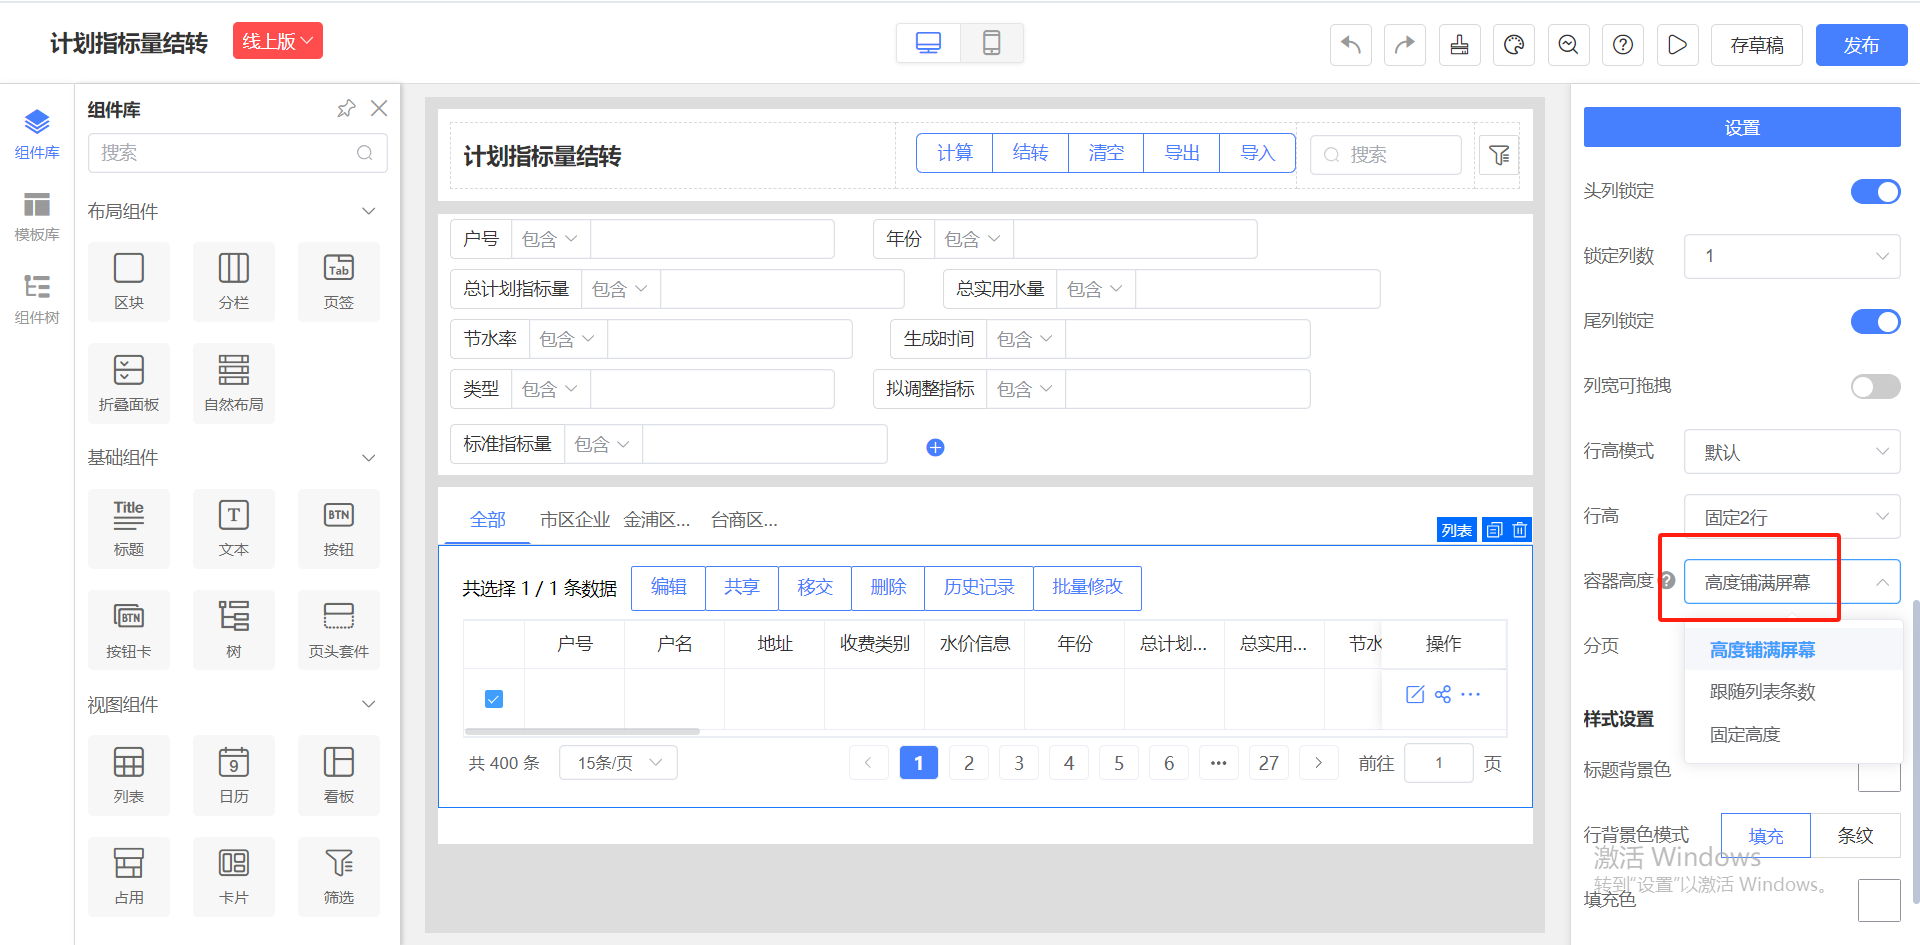 计划指标量结转 线上版
存草稿 发布
组件库
模板库
组件树
组件库
搜索
布局组件
区块 分栏 Tab 页签
折叠面板 自然布局
基础组件
Title 标题 T 文本 BTN 按钮
BTN 按钮卡 树 页头套件
视图组件
列表 9 日历 看板
占用 卡片 筛选
计划指标量结转 计算 结转 清空 导出 导入 搜索
户号 包含 年份 包含
总计划指标量 包含 总实用水量 包含
节水率 包含 生成时间 包含
类型 包含 拟调整指标 包含
标准指标量 包含
全部 市区企业 金浦区... 台商区...
列表
共选择 1 / 1 条数据 编辑 共享 移交 删除 历史记录 批量修改
户号 户名 地址 收费类别 水价信息 年份 总计划... 总实用... 节水 操作
共 400 条 15条/页 1 2 3 4 5 6 ••• 27 前往 1 页
设置
头列锁定
锁定列数 1
尾列锁定
列宽可拖拽
行高模式 默认
行高 固定2行
容器高度 ? 高度铺满屏幕
高度铺满屏幕
跟随列表条数
固定高度
分页
样式设置
标题背景色
行背景色模式 填充 条纹
填充色
激活 Windows
转到"设置"以激活 Windows。